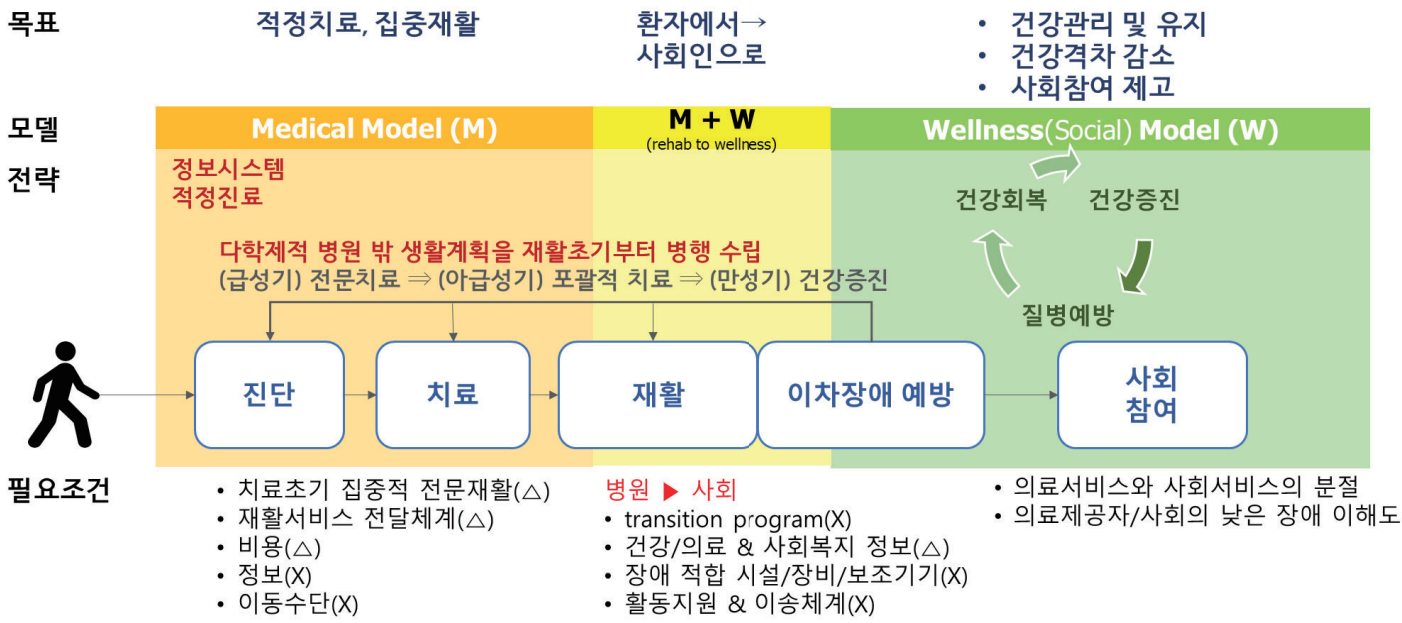 목표
적정치료, 집중재활
환자에서→
사회인으로
• 건강관리 및 유지
• 건강격차 감소
• 사회참여 제고
모델
Medical Model (M)
M + W
(rehab to wellness)
Wellness(Social) Model (W)
전략
정보시스템
적정진료
건강회복
건강증진
질병예방
다학제적 병원 밖 생활계획을 재활초기부터 병행 수립
(급성기) 전문치료 ⇒ (아급성기) 포괄적 치료 ⇒ (만성기) 건강증진
진단
치료
재활
이차장애 예방
사회
참여
필요조건
• 치료초기 집중적 전문재활(△)
• 재활서비스 전달체계(△)
• 비용(△)
• 정보(X)
• 이동수단(X)
병원 ▶ 사회
• transition program(X)
• 건강/의료 & 사회복지 정보(△)
• 장애 적합 시설/장비/보조기기(X)
• 활동지원 & 이송체계(X)
• 의료서비스와 사회서비스의 분절
• 의료제공자/사회의 낮은 장애 이해도